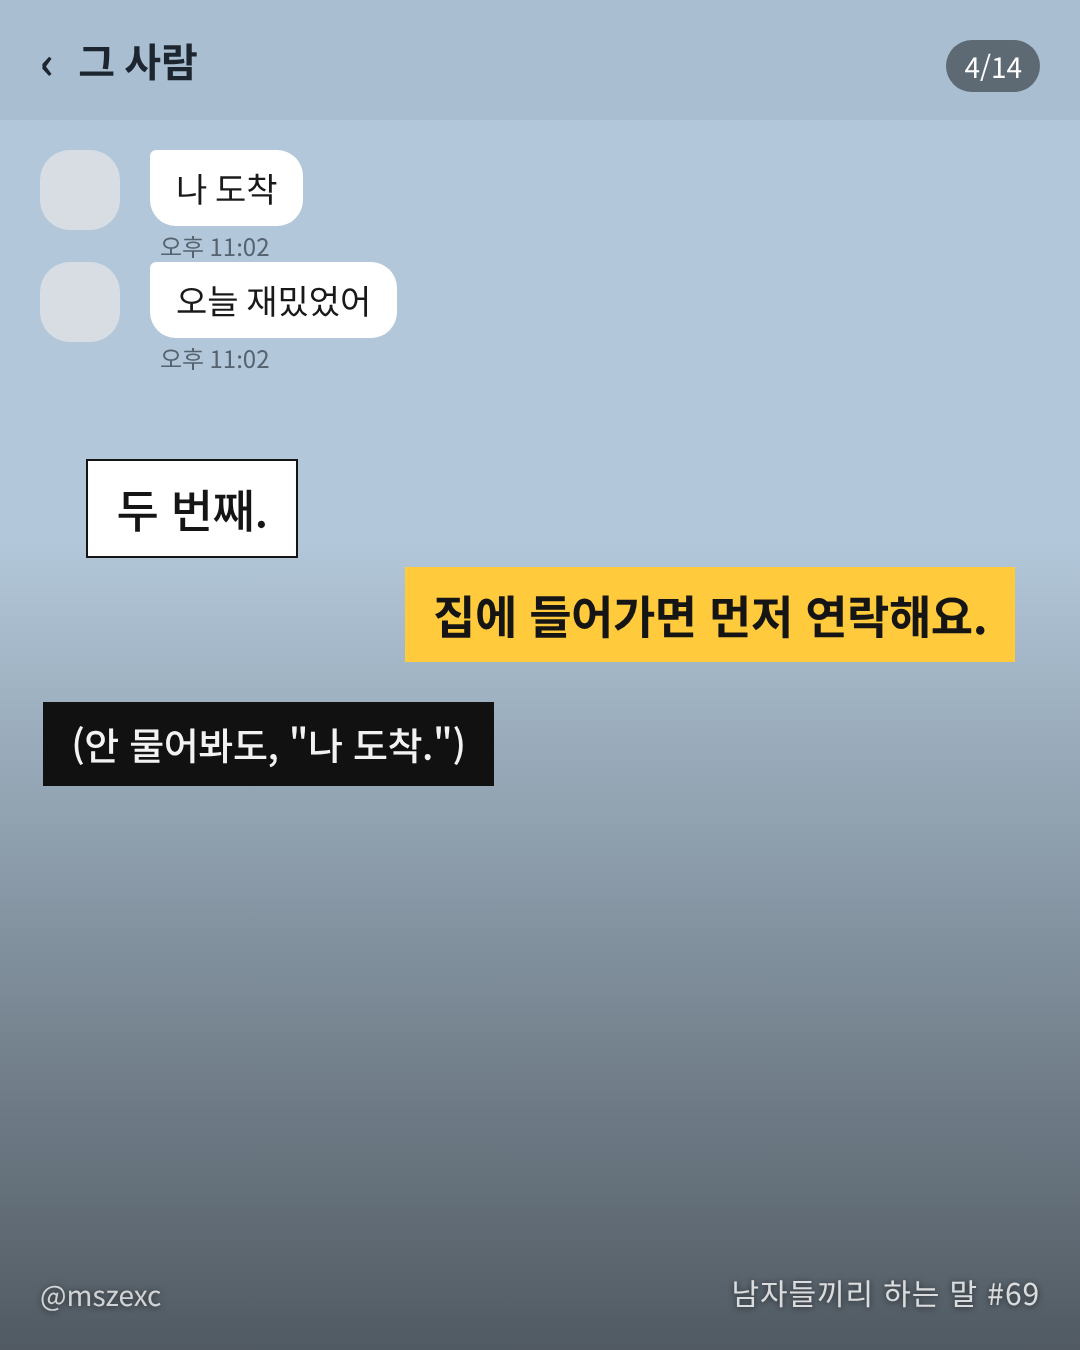 ‹ 그 사람
4/14
나 도착
오후 11:02
오늘 재밌었어
오후 11:02
두 번째.
집에 들어가면 먼저 연락해요.
(안 물어봐도, "나 도착.")
@mszexc
남자들끼리 하는 말 #69